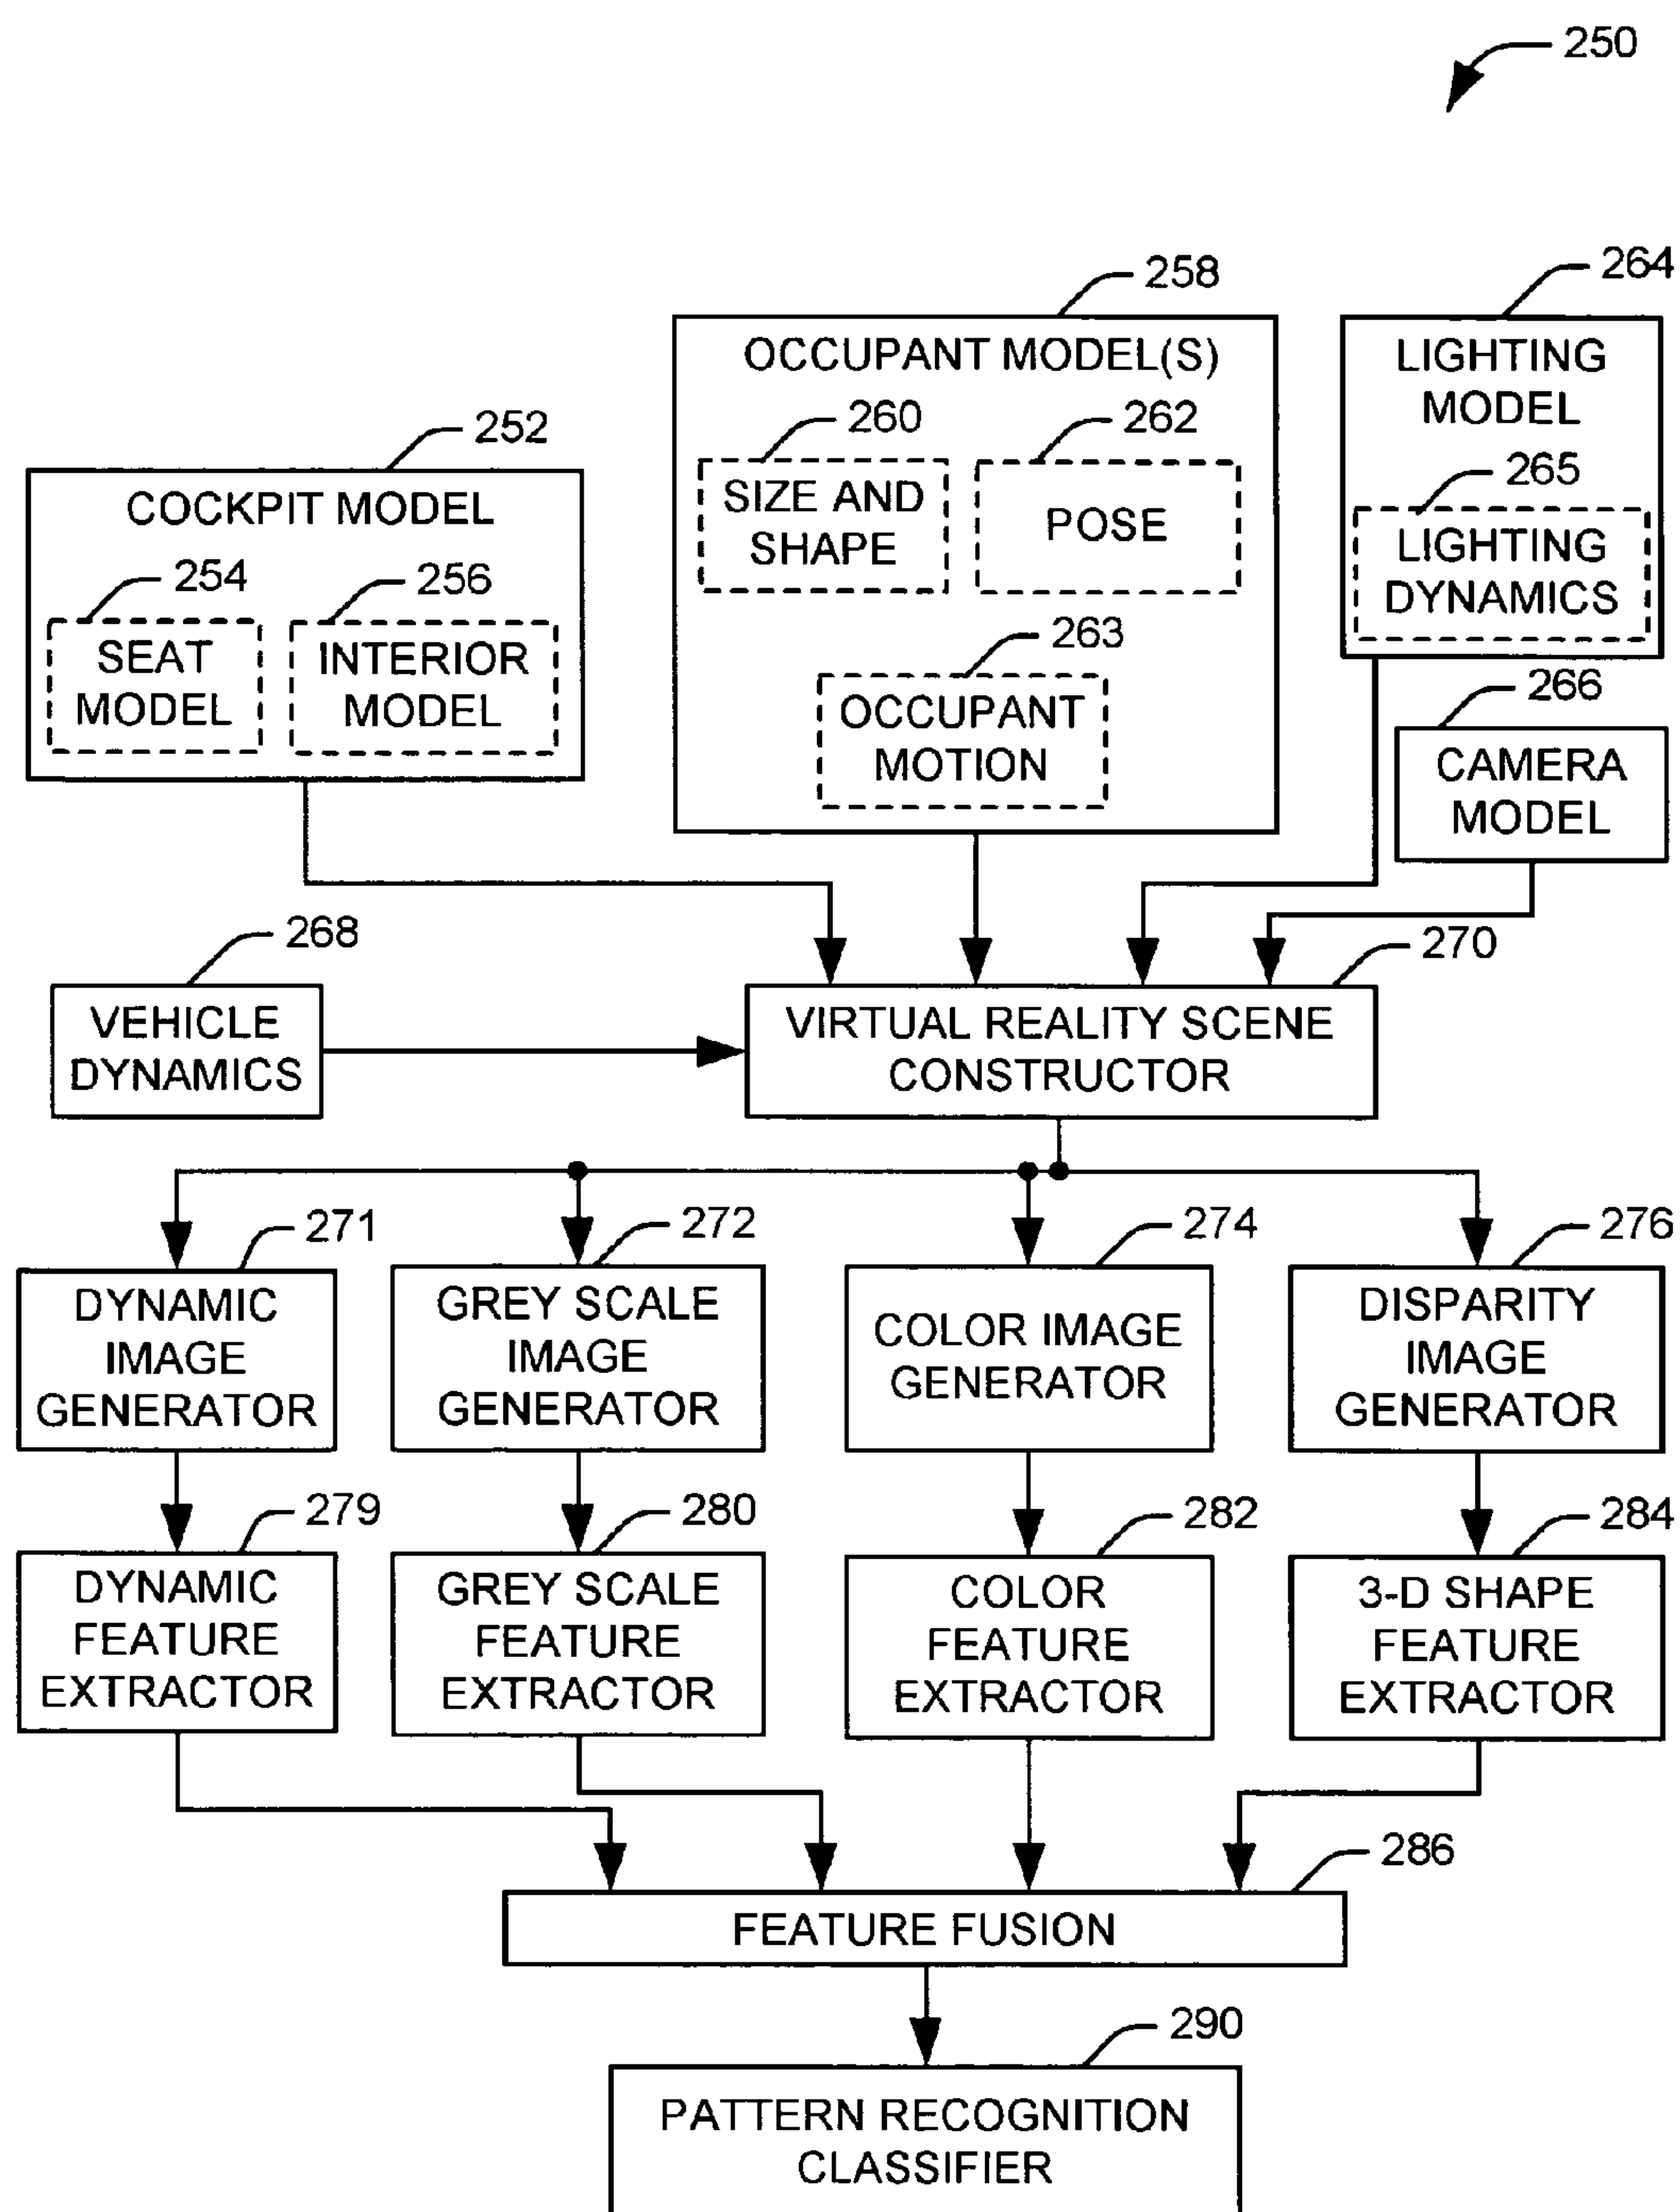 250
258
264
OCCUPANT MODEL(S)
LIGHTING
MODEL
260
262
252
265
SIZE AND
SHAPE
POSE
COCKPIT MODEL
LIGHTING
DYNAMICS
254
256
263
SEAT
MODEL
INTERIOR
MODEL
266
OCCUPANT
MOTION
CAMERA
MODEL
268
270
VEHICLE
DYNAMICS
VIRTUAL REALITY SCENE
CONSTRUCTOR
271
272
274
276
DYNAMIC
IMAGE
GENERATOR
GREY SCALE
IMAGE
GENERATOR
COLOR IMAGE
GENERATOR
DISPARITY
IMAGE
GENERATOR
279
280
282
284
DYNAMIC
FEATURE
EXTRACTOR
GREY SCALE
FEATURE
EXTRACTOR
COLOR
FEATURE
EXTRACTOR
3-D SHAPE
FEATURE
EXTRACTOR
286
FEATURE FUSION
290
PATTERN RECOGNITION
CLASSIFIER